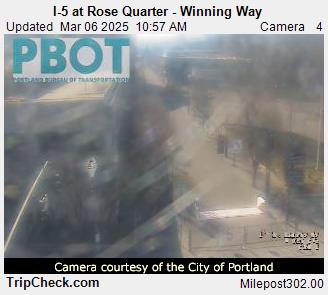 I-5 at Rose Quarter - Winning Way
Updated Mar 06 2025 10:57 AM Camera 4
PBOT
PORTLAND BUREAU OF TRANSPORTATION
Camera courtesy of the City of Portland
TripCheck.com Milepost302.00